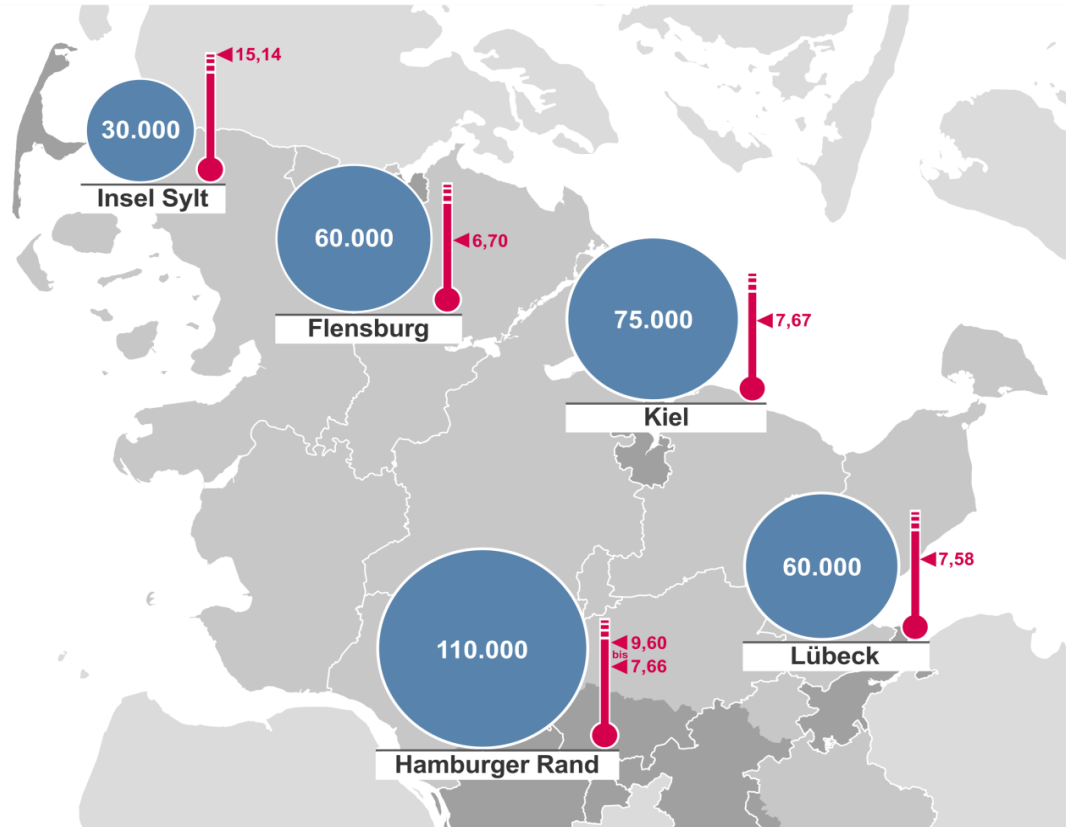 15,14
30.000
Insel Sylt
60.000
6,70
Flensburg
75.000
7,67
Kiel
60.000
7,58
Lübeck
110.000
9,60
bis
7,66
Hamburger Rand